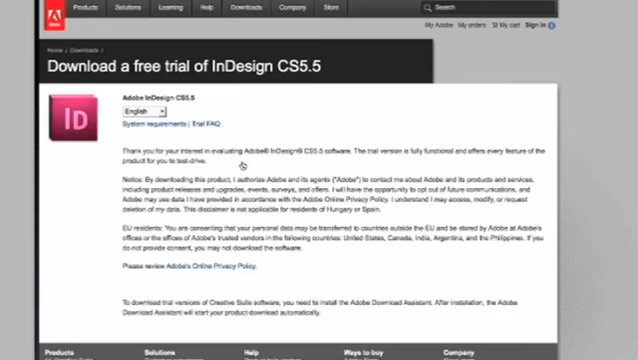 Products Solutions Learning Help Downloads Company Store Search
Adobe My Adobe My orders My cart Sign in
Home / Downloads /
Download a free trial of InDesign CS5.5
Id
Adobe InDesign CS5.5
English
System requirements | Trial FAQ
Thank you for your interest in evaluating Adobe® InDesign® CS5.5 software. The trial version is fully functional and offers every feature of the
product for you to test-drive.
Notice: By downloading this product, I authorize Adobe and its agents ("Adobe") to contact me about Adobe and its products and services,
including product releases and upgrades, events, surveys, and offers. I will have the opportunity to opt out of future communications, and
Adobe may use data I have provided in accordance with the Adobe Online Privacy Policy. I understand I may access, modify, or request
deletion of my data. This disclaimer is not applicable for residents of Hungary or Spain.
EU residents: You are consenting that your personal data may be transferred to countries outside the EU and be stored by Adobe at Adobe's
offices or the offices of Adobe's trusted vendors in the following countries: United States, Canada, India, Argentina, and the Philippines. If you
do not provide consent, you may not download the software.
Please review Adobe's Online Privacy Policy.
To download trial versions of Creative Suite software, you need to install the Adobe Download Assistant. After installation, the Adobe
Download Assistant will start your product download automatically.
Products Solutions Help Ways to buy Company